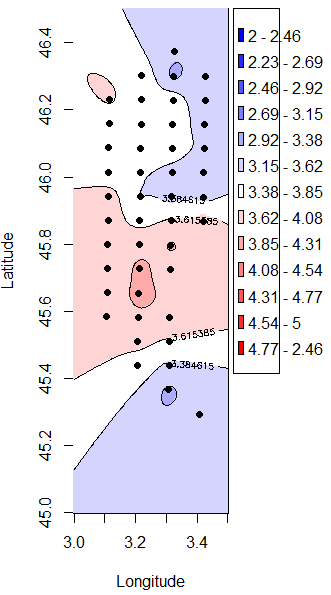 46.4
46.2
46.0
45.8
45.6
45.4
45.2
45.0
Latitude
3.0 3.2 3.4
Longitude
3.384615
3.615385
3.615385
3.384615
2 - 2.46
2.23 - 2.69
2.46 - 2.92
2.69 - 3.15
2.92 - 3.38
3.15 - 3.62
3.38 - 3.85
3.62 - 4.08
3.85 - 4.31
4.08 - 4.54
4.31 - 4.77
4.54 - 5
4.77 - 2.46